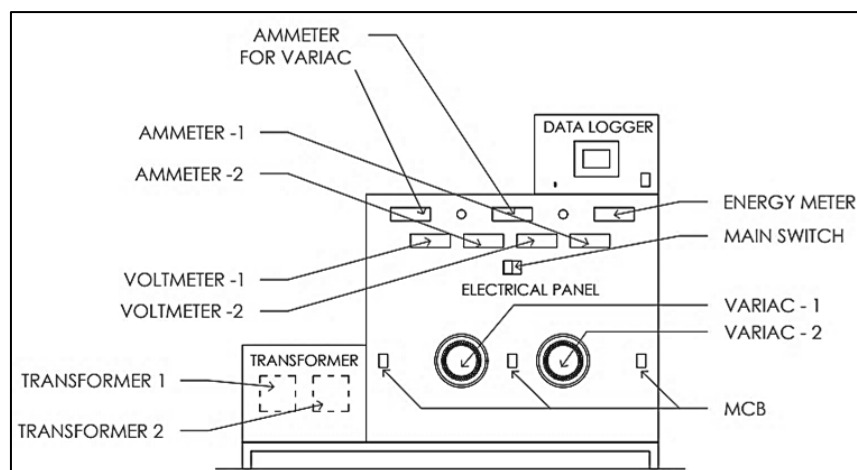 AMMETER
FOR VARIAC
DATA LOGGER
AMMETER -1
AMMETER -2
ENERGY METER
MAIN SWITCH
VOLTMETER -1
VOLTMETER -2
ELECTRICAL PANEL
VARIAC - 1
VARIAC - 2
TRANSFORMER
TRANSFORMER 1
TRANSFORMER 2
MCB